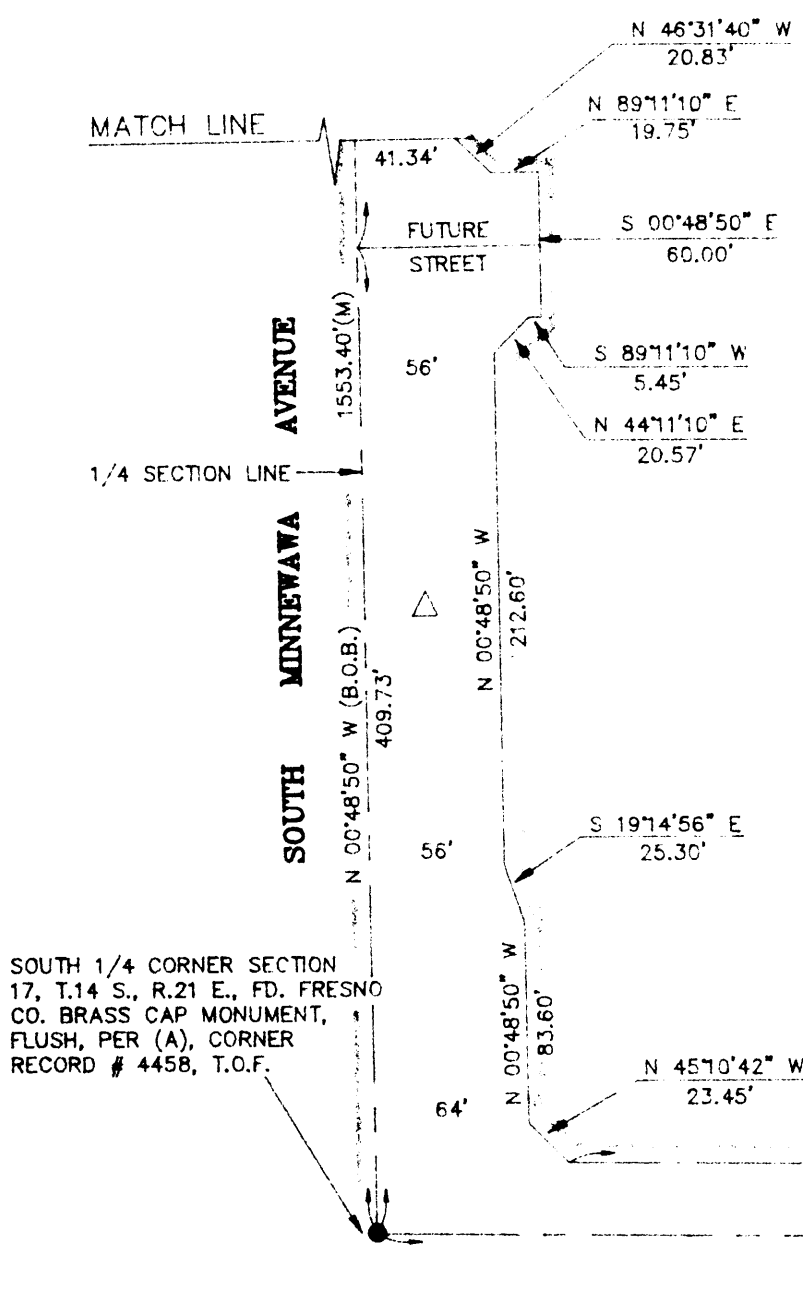 N 46°31'40" W
20.83'
N 89°11'10" E
19.75'
MATCH LINE
41.34'
FUTURE
STREET
S 00°48'50" E
60.00'
1553.40'(M)
56'
S 89°11'10" W
5.45'
N 44°11'10" E
20.57'
1/4 SECTION LINE
SOUTH MINNEWAWA AVENUE
N 00°48'50" W (B.O.B.)
409.73'
N 00°48'50" W
212.60'
56'
S 19°14'56" E
25.30'
SOUTH 1/4 CORNER SECTION
17, T.14 S., R.21 E., FD. FRESNO
CO. BRASS CAP MONUMENT,
FLUSH, PER (A), CORNER
RECORD # 4458, T.O.F.
N 00°48'50" W
83.60'
N 45°10'42" W
23.45'
64'